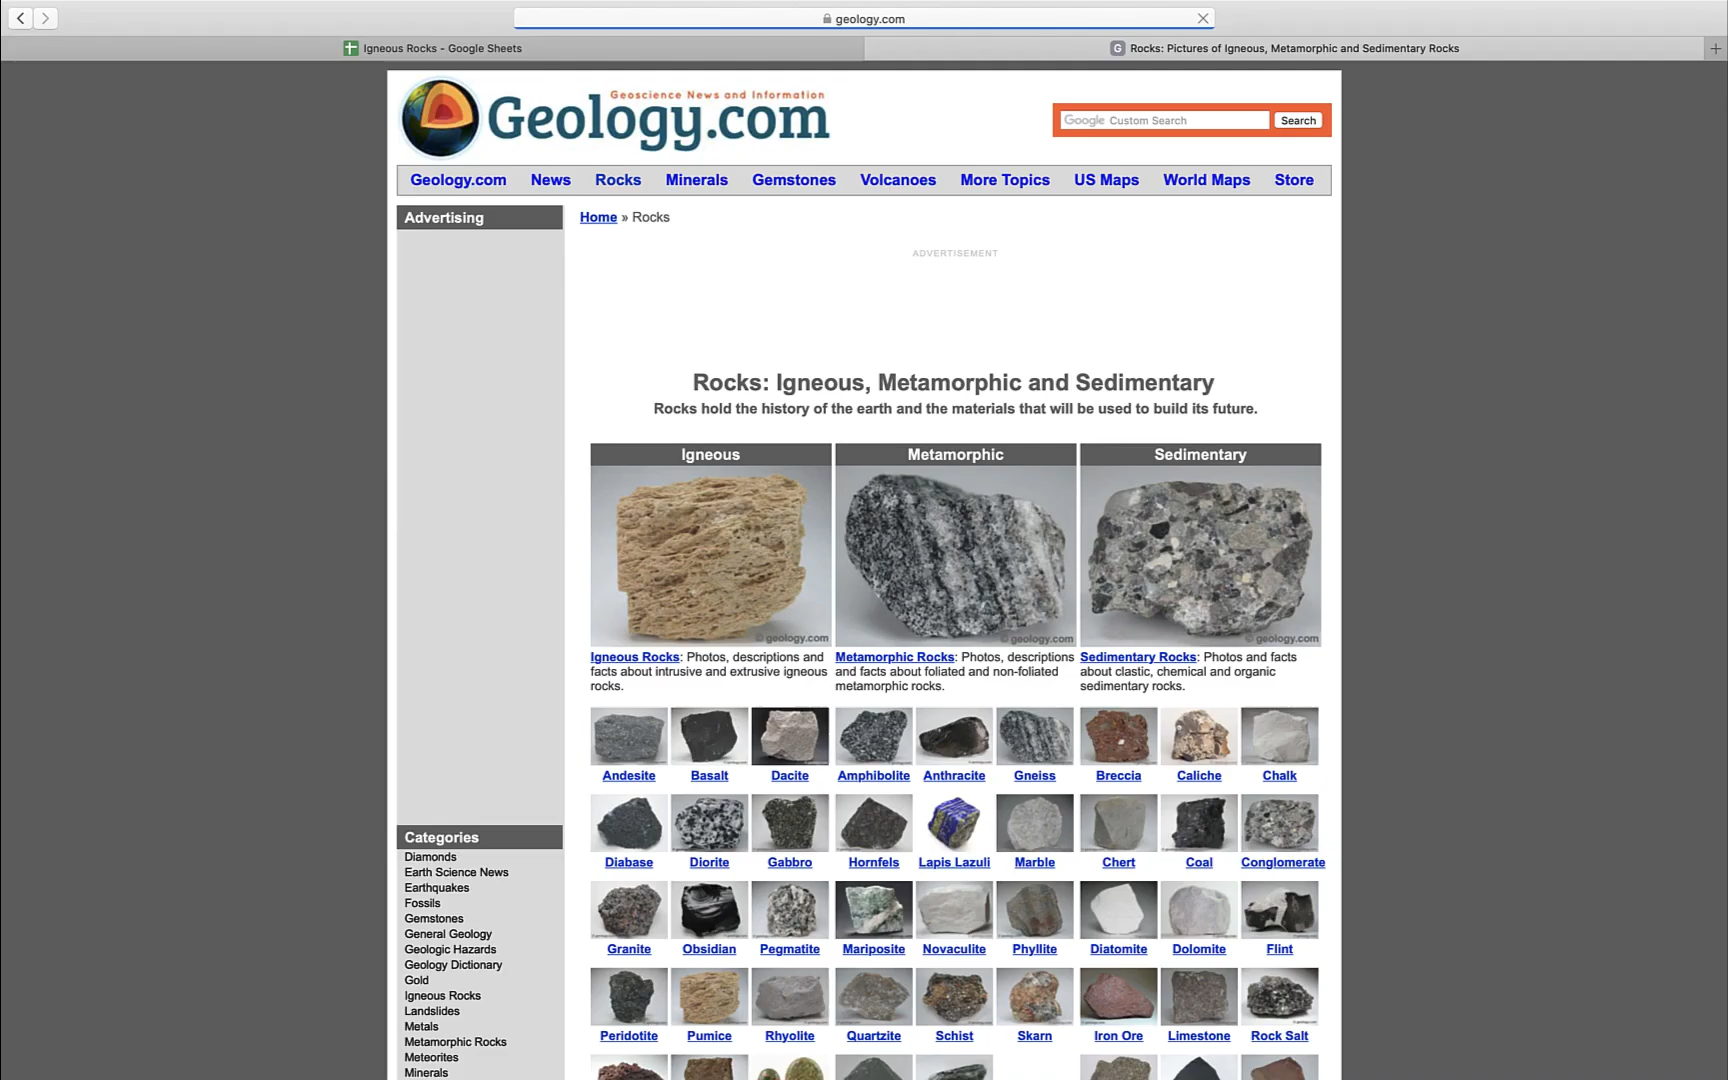 geology.com
Igneous Rocks - Google Sheets
G Rocks: Pictures of Igneous, Metamorphic and Sedimentary Rocks
Geoscience News and Information
Geology.com
Google Custom Search
Search
Geology.com News Rocks Minerals Gemstones Volcanoes More Topics US Maps World Maps Store
Advertising
Home » Rocks
ADVERTISEMENT
Rocks: Igneous, Metamorphic and Sedimentary
Rocks hold the history of the earth and the materials that will be used to build its future.
Igneous
© geology.com
Igneous Rocks: Photos, descriptions and
facts about intrusive and extrusive igneous
rocks.
Metamorphic
© geology.com
Metamorphic Rocks: Photos, descriptions
and facts about foliated and non-foliated
metamorphic rocks.
Sedimentary
© geology.com
Sedimentary Rocks: Photos and facts
about clastic, chemical and organic
sedimentary rocks.
Andesite Basalt Dacite Amphibolite Anthracite Gneiss Breccia Caliche Chalk
Diabase Diorite Gabbro Hornfels Lapis Lazuli Marble Chert Coal Conglomerate
Granite Obsidian Pegmatite Mariposite Novaculite Phyllite Diatomite Dolomite Flint
Peridotite Pumice Rhyolite Quartzite Schist Skarn Iron Ore Limestone Rock Salt
Categories
Diamonds
Earth Science News
Earthquakes
Fossils
Gemstones
General Geology
Geologic Hazards
Geology Dictionary
Gold
Igneous Rocks
Landslides
Metals
Metamorphic Rocks
Meteorites
Minerals